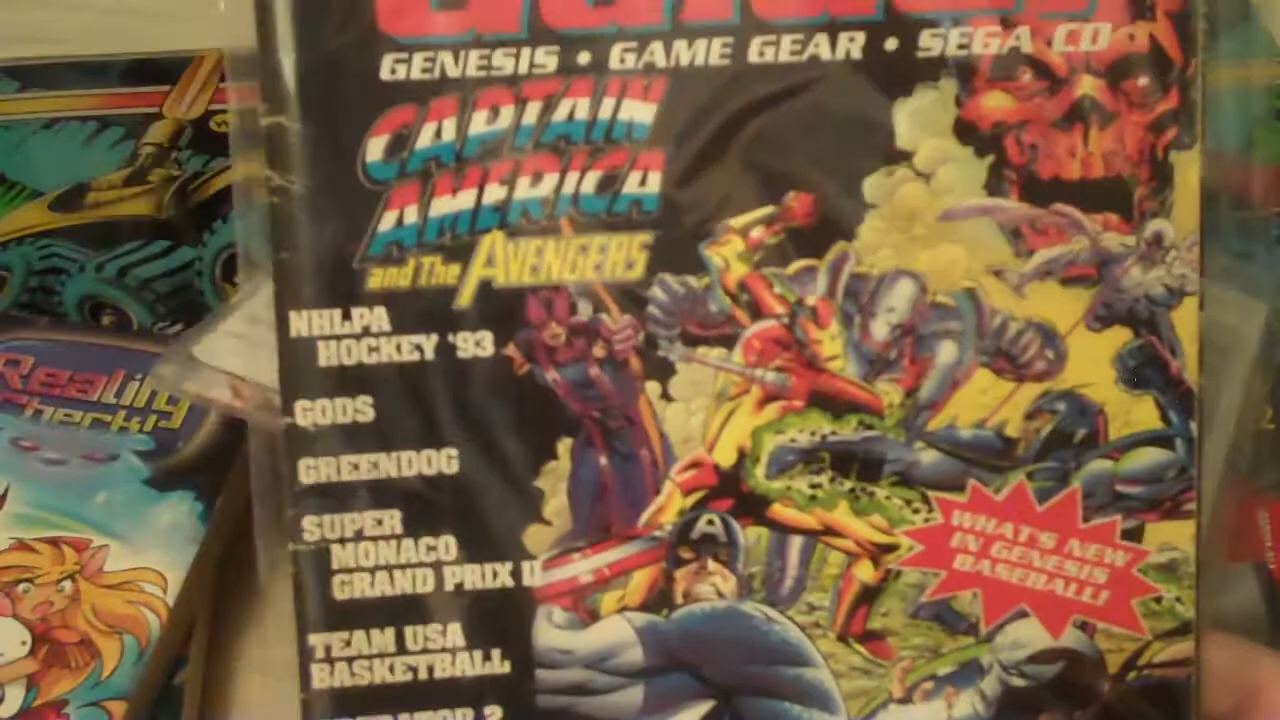 GENESIS • GAME GEAR • SEGA CD
CAPTAIN
AMERICA
and The AVENGERS
NHLPA
HOCKEY '93
GODS
GREENDOG
SUPER
MONACO
GRAND PRIX II
TEAM USA
BASKETBALL
WHAT'S NEW
IN GENESIS
BASEBALL!
A
Reality
Check!